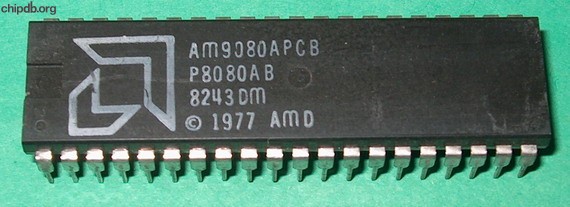 chipdb.org
AM9080APCB
P8080AB
8243DM
© 1977 AMD